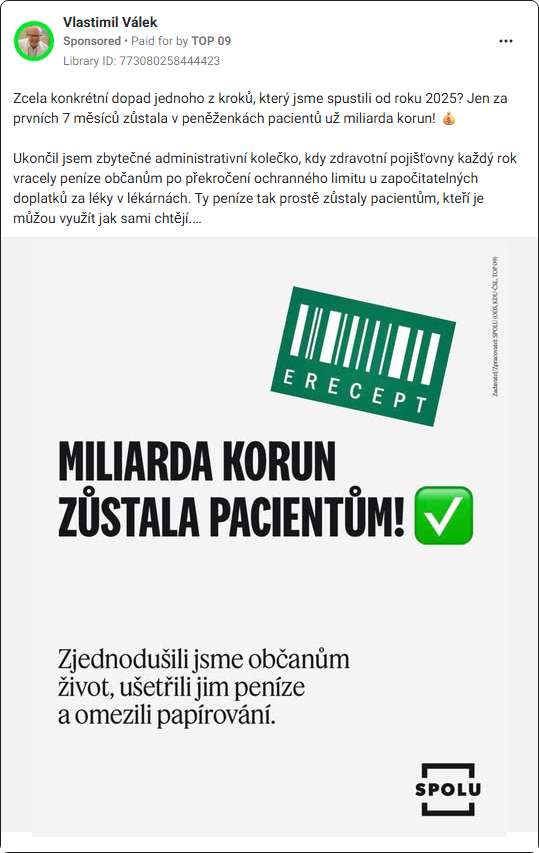 Vlastimil Válek
Sponsored • Paid for by TOP 09
Library ID: 773080258444423
Zcela konkrétní dopad jednoho z kroků, který jsme spustili od roku 2025? Jen za
prvních 7 měsíců zůstala v peněženkách pacientů už miliarda korun! 💰
Ukončil jsem zbytečné administrativní kolečko, kdy zdravotní pojišťovny každý rok
vracely peníze občanům po překročení ochranného limitu u započitatelných
doplatků za léky v lékárnách. Ty peníze tak prostě zůstaly pacientům, kteří je
můžou využít jak sami chtějí....
Zadavatel/Zpracovatel: SPOLU (ODS, KDU-ČSL, TOP 09)
ERECEPT
MILIARDA KORUN
ZŮSTALA PACIENTŮM! ✅
Zjednodušili jsme občanům
život, ušetřili jim peníze
a omezili papírování.
SPOLU